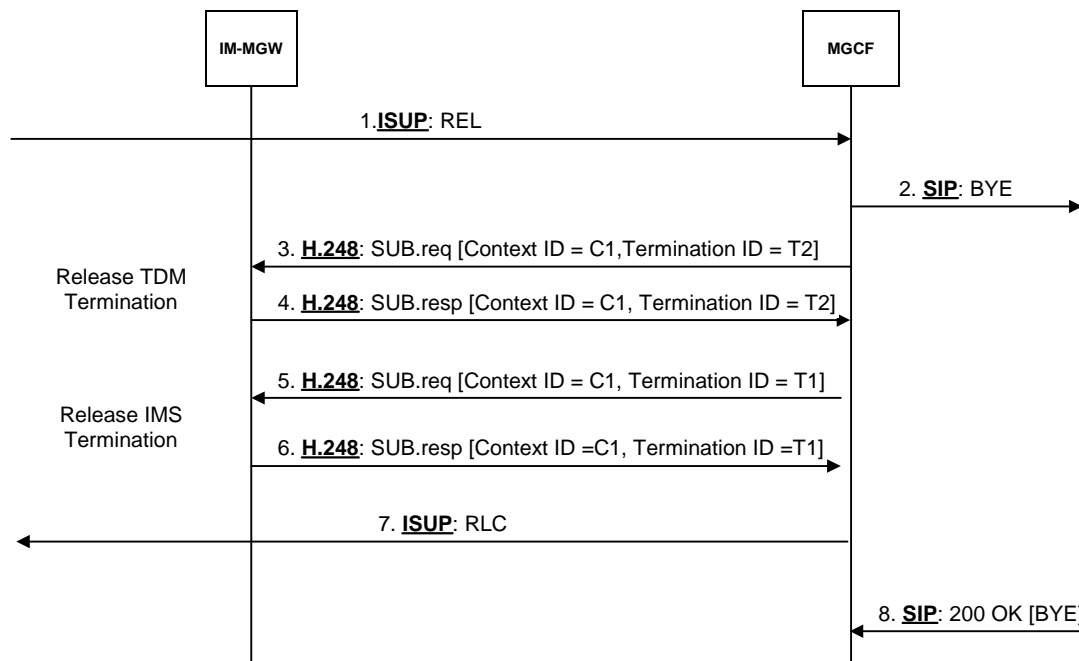 IM-MGW
MGCF
1.ISUP: REL
2. SIP: BYE
3. H.248: SUB.req [Context ID = C1,Termination ID = T2]
Release TDM
Termination
4. H.248: SUB.resp [Context ID = C1, Termination ID = T2]
5. H.248: SUB.req [Context ID = C1, Termination ID = T1]
Release IMS
Termination
6. H.248: SUB.resp [Context ID =C1, Termination ID =T1]
7. ISUP: RLC
8. SIP: 200 OK [BYE]